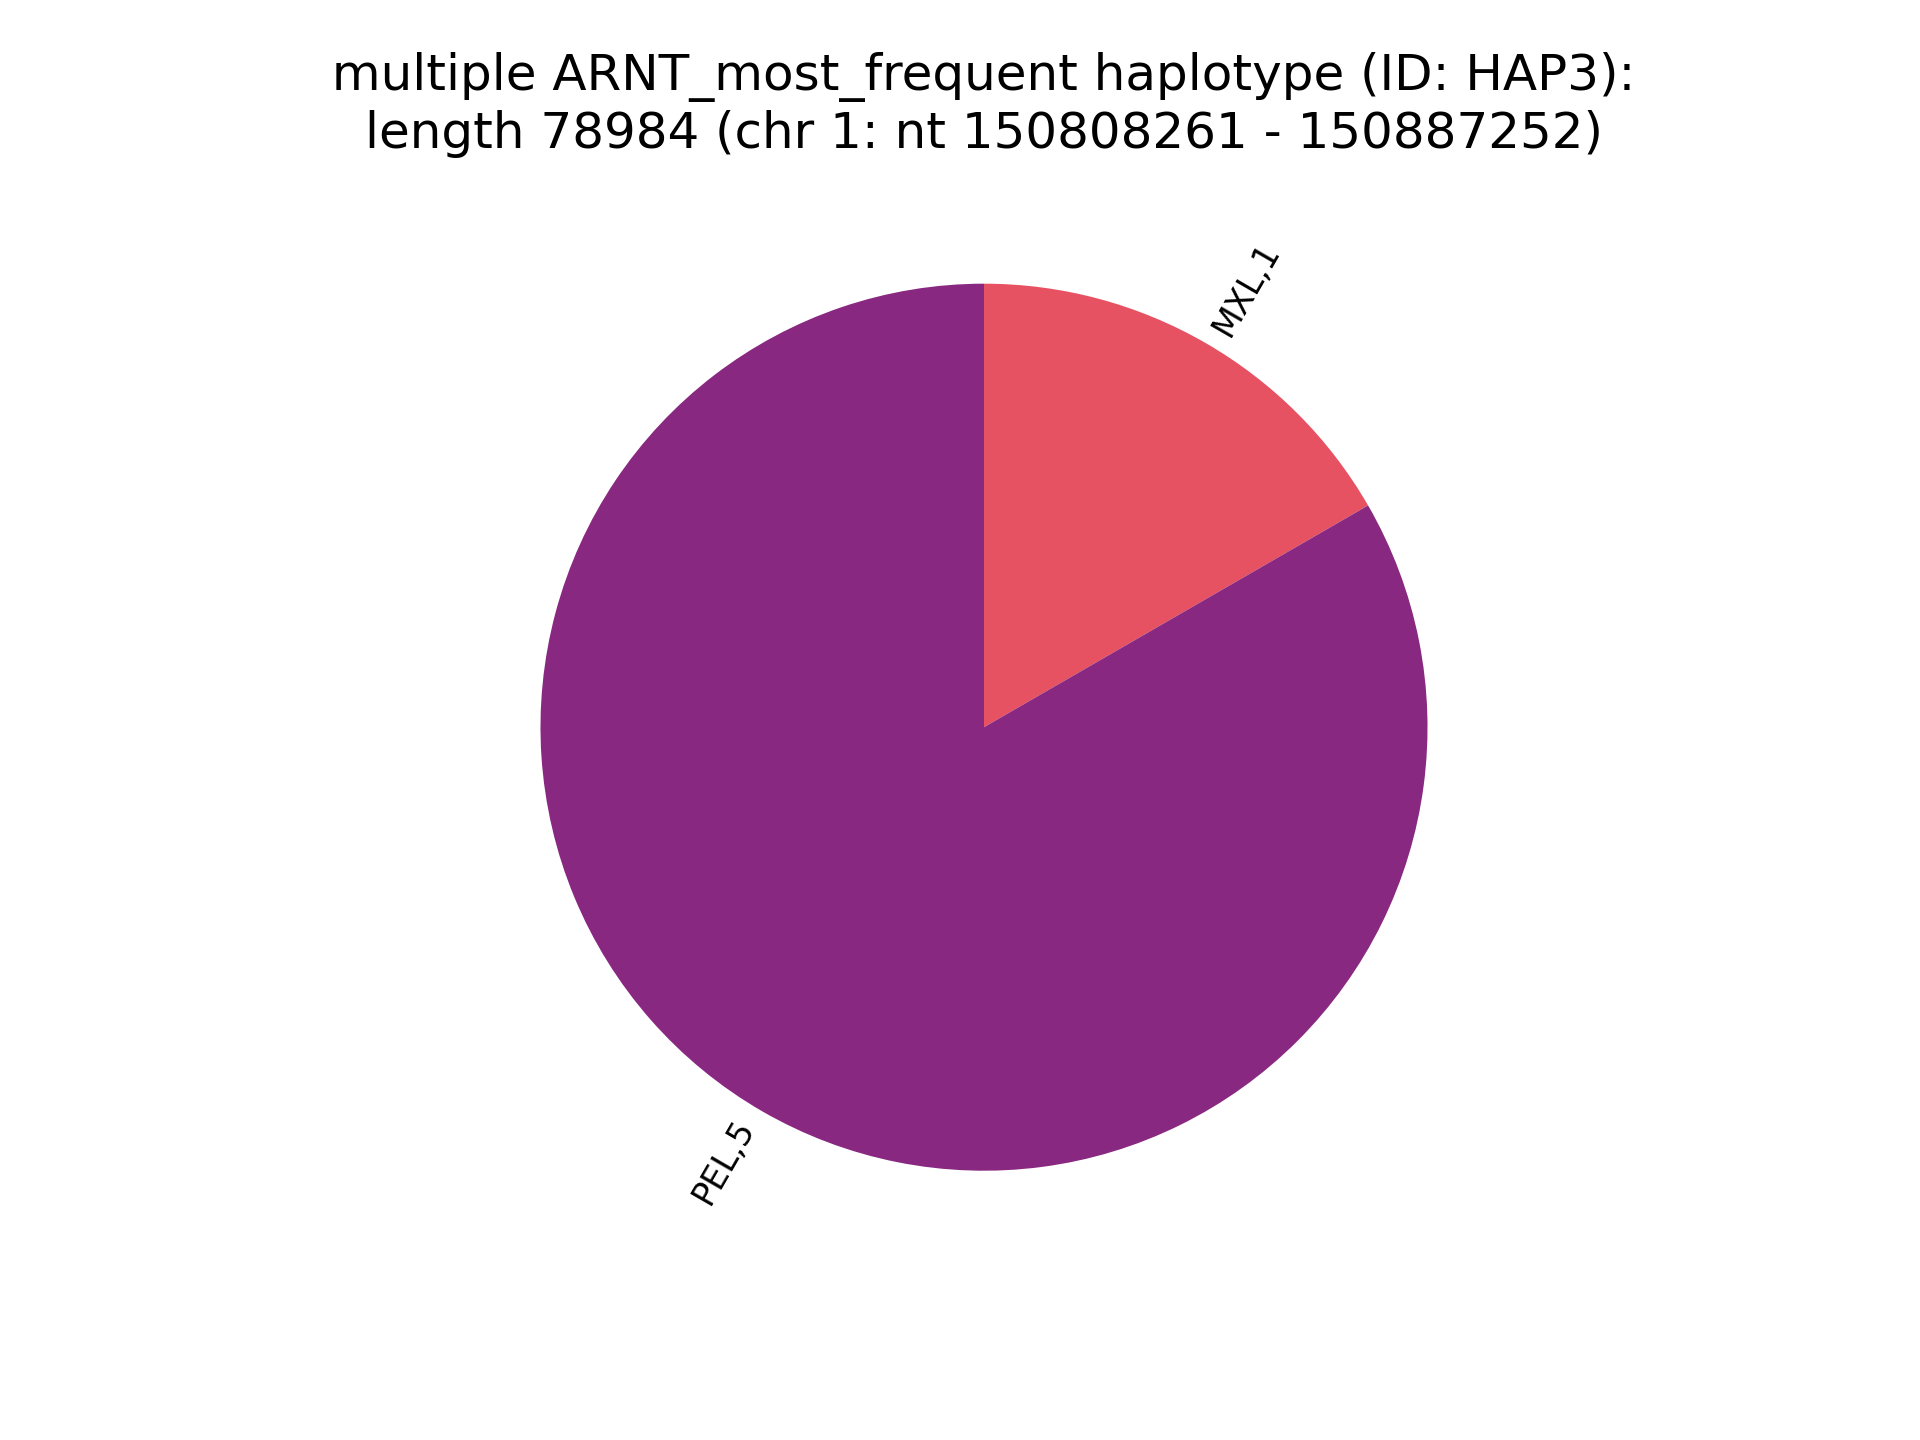 multiple ARNT_most_frequent haplotype (ID: HAP3):
length 78984 (chr 1: nt 150808261 - 150887252)
MXL,1
PEL,5